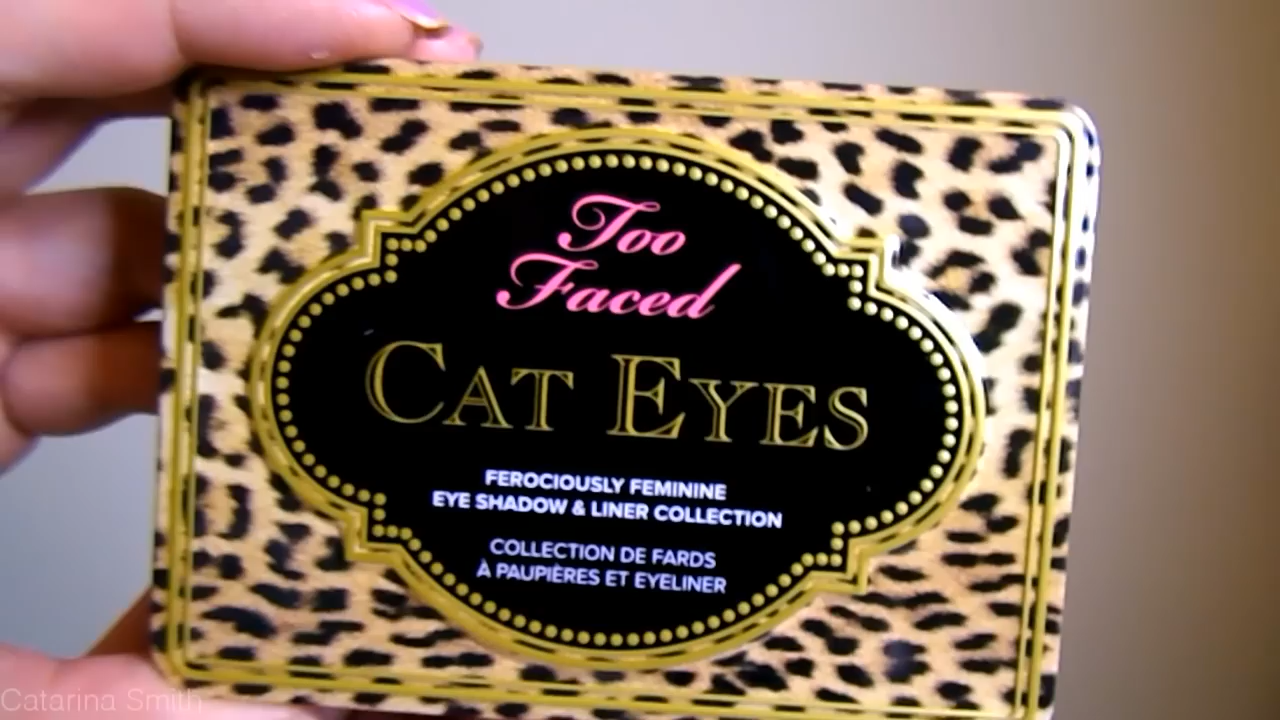 Too
Faced
CAT EYES
FEROCIOUSLY FEMININE
EYE SHADOW & LINER COLLECTION
COLLECTION DE FARDS
À PAUPIÈRES ET EYELINER
Catarina Smith